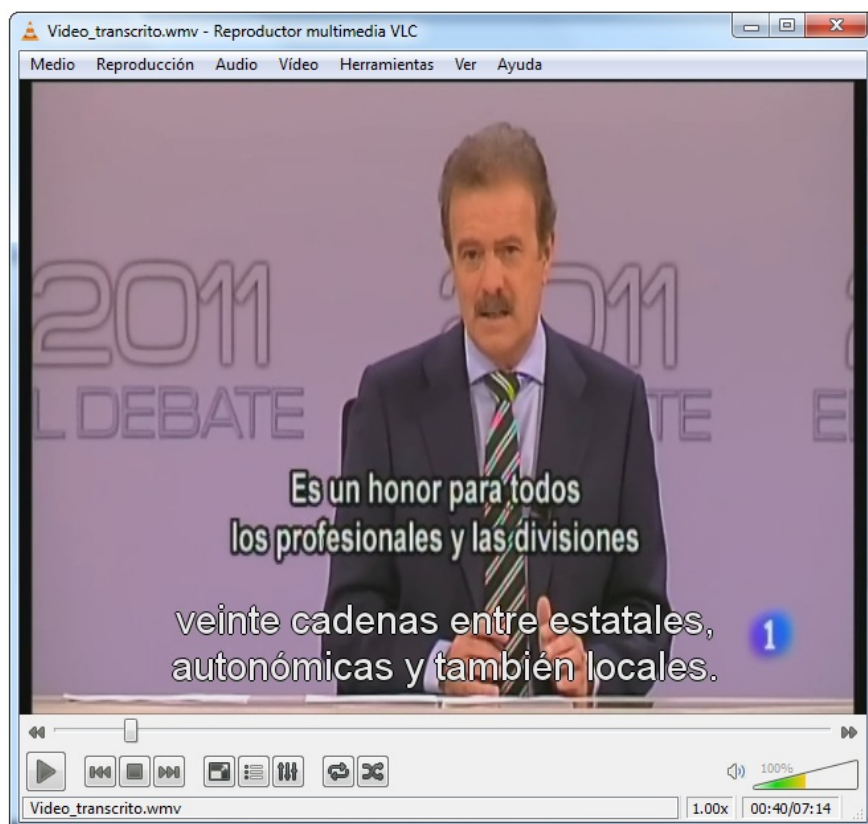 Video_transcrito.wmv - Reproductor multimedia VLC
Medio Reproducción Audio Vídeo Herramientas Ver Ayuda
2011 2011
L DEBATE TE E
Es un honor para todos
los profesionales y las divisiones
veinte cadenas entre estatales,
autonómicas y también locales.
1
100%
Video_transcrito.wmv 1.00x 00:40/07:14